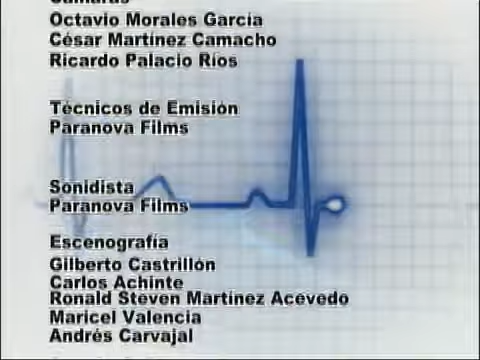 Cámaras
Octavio Morales García
César Martínez Camacho
Ricardo Palacio Ríos
Técnicos de Emisión
Paranova Films
Sonidista
Paranova Films
Escenografía
Gilberto Castrillón
Carlos Achinte
Ronald Steven Martínez Acevedo
Maricel Valencia
Andrés Carvajal